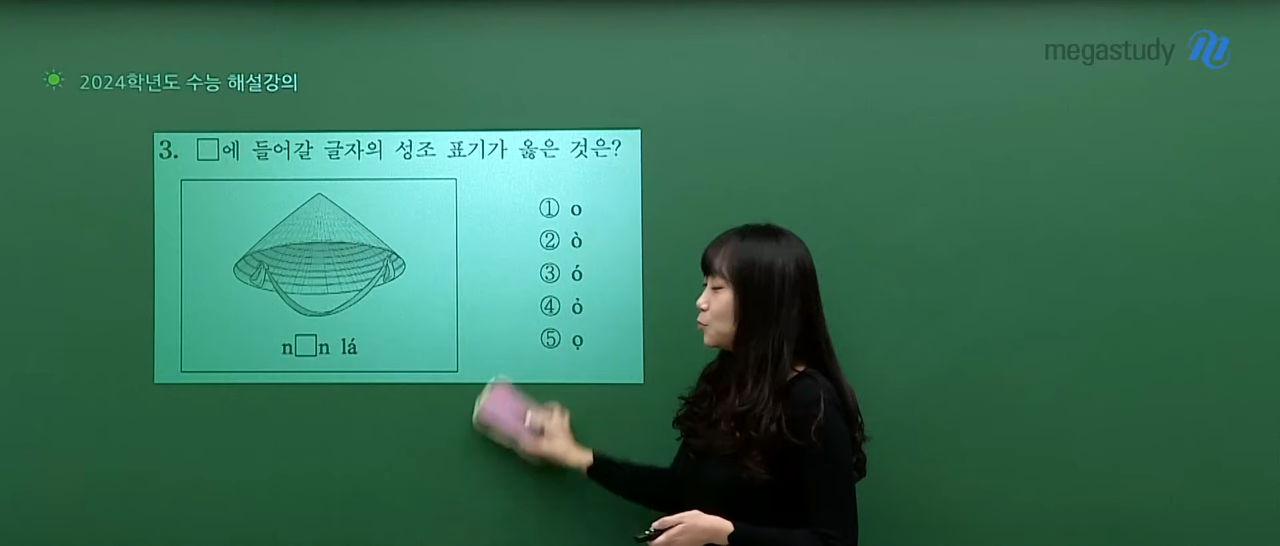 megastudy
2024학년도 수능 해설강의
3. □에 들어갈 글자의 성조 표기가 옳은 것은?
① o
② ò
③ ó
④ ỏ
⑤ ọ
n□n lá